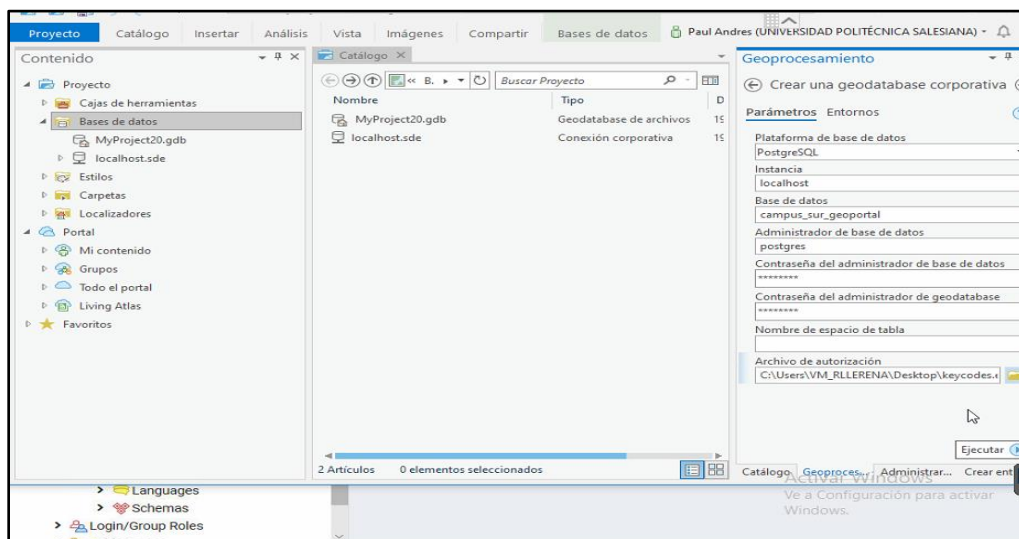 Proyecto Catálogo Insertar Análisis Vista Imágenes Compartir Bases de datos Paul Andres (UNIVERSIDAD POLITÉCNICA SALESIANA)
Contenido
Proyecto
Cajas de herramientas
Bases de datos
MyProject20.gdb
localhost.sde
Estilos
Carpetas
Localizadores
Portal
Mi contenido
Grupos
Todo el portal
Living Atlas
Favoritos
Catálogo
B. Buscar Proyecto
Nombre Tipo D
MyProject20.gdb Geodatabase de archivos 19
localhost.sde Conexión corporativa 19
2 Artículos 0 elementos seleccionados
Geoprocesamiento
Crear una geodatabase corporativa
Parámetros Entornos
Plataforma de base de datos
PostgreSQL
Instancia
localhost
Base de datos
campus_sur_geoportal
Administrador de base de datos
postgres
Contraseña del administrador de base de datos
********
Contraseña del administrador de geodatabase
********
Nombre de espacio de tabla
Archivo de autorización
C:\Users\VM_RLLERENA\Desktop\keycodes.
Ejecutar
Catálogo Geoproces... Administrar... Crear ent
Activar Windows
Ve a Configuración para activar
Windows.
Languages
Schemas
Login/Group Roles